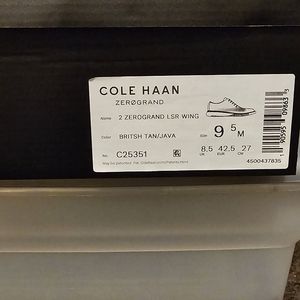 COLE HAAN
ZERØGRAND
Name 2 ZEROGRAND LSR WING
Color BRITSH TAN/JAVA
Size 9 5 M
No. C25351
8.5 42.5 27
UK EUR CM
4500437835